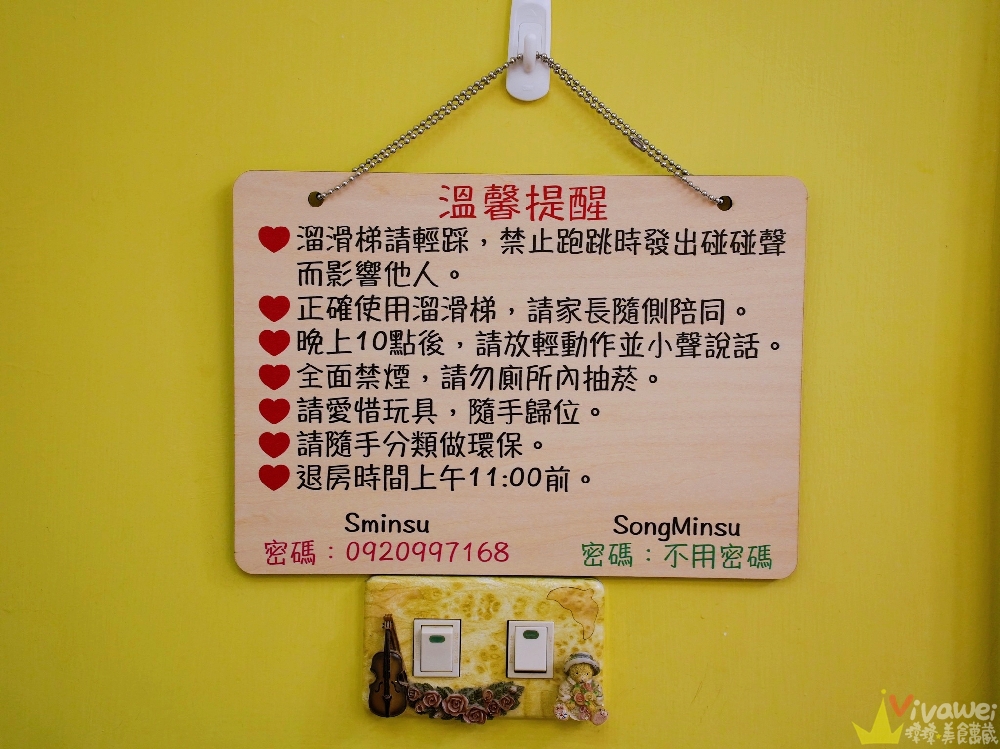 溫馨提醒
溜滑梯請輕踩，禁止跑跳時發出碰碰聲
而影響他人。
正確使用溜滑梯，請家長隨側陪同。
晚上10點後，請放輕動作並小聲說話。
全面禁煙，請勿廁所內抽菸。
請愛惜玩具，隨手歸位。
請隨手分類做環保。
退房時間上午11:00前。
Sminsu
密碼：0920997168
SongMinsu
密碼：不用密碼
Vivawei